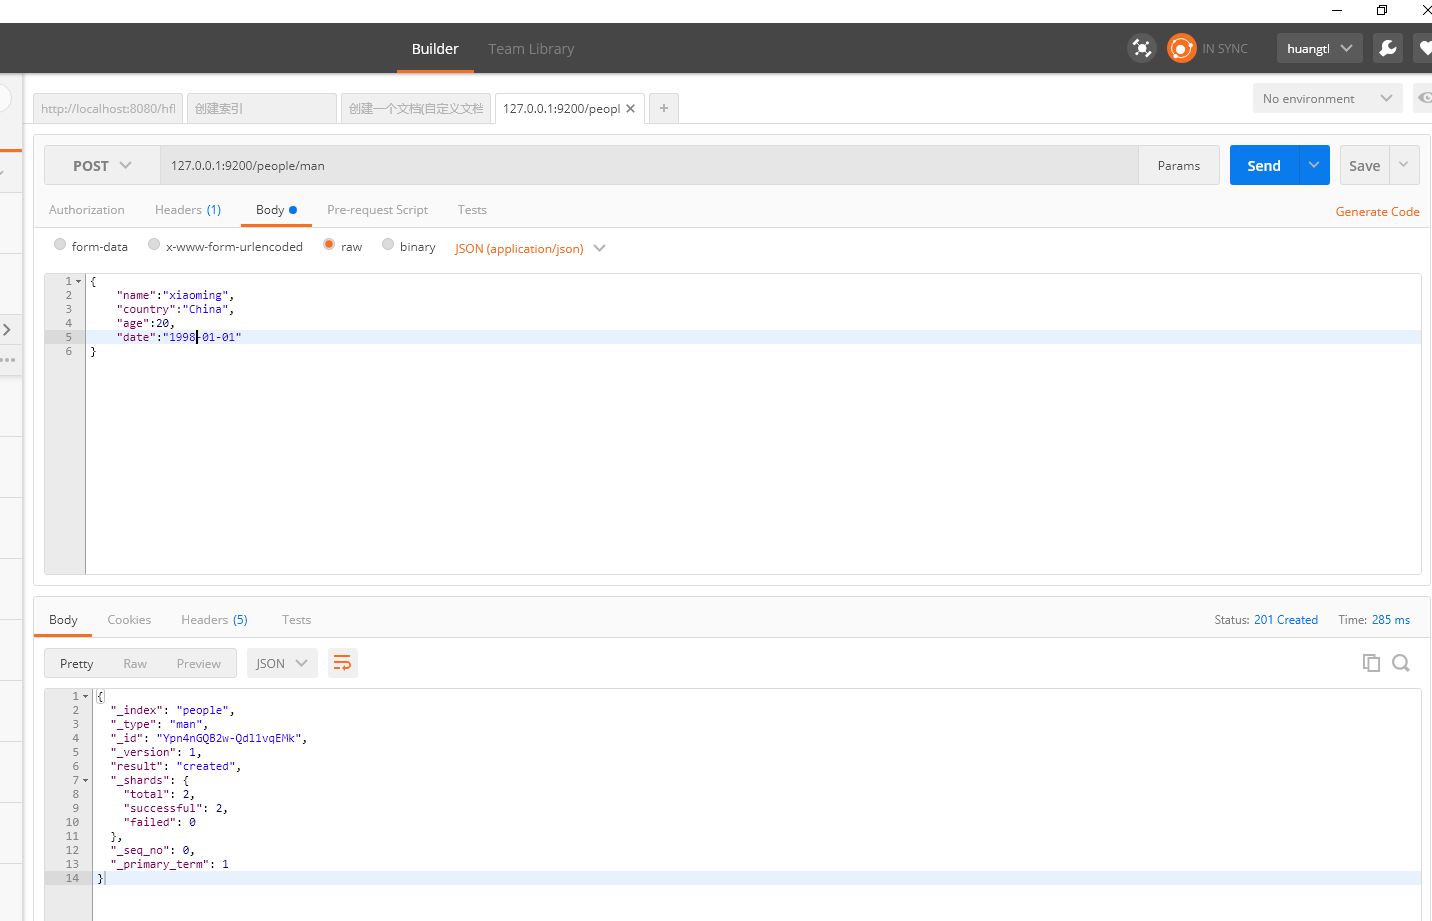 Builder Team Library
IN SYNC huangtl
http://localhost:8080/hfl 创建索引 创建一个文档(自定义文档 127.0.0.1:9200/peopl + No environment
POST 127.0.0.1:9200/people/man Params Send Save
Authorization Headers (1) Body Pre-request Script Tests Generate Code
form-data x-www-form-urlencoded raw binary JSON (application/json)
1 {
2 "name":"xiaoming",
3 "country":"China",
4 "age":20,
5 "date":"1998-01-01"
6 }
Body Cookies Headers (5) Tests Status: 201 Created Time: 285 ms
Pretty Raw Preview JSON
1 {
2 "_index": "people",
3 "_type": "man",
4 "_id": "Ypn4nGQB2w-Qdl1vqEMk",
5 "_version": 1,
6 "result": "created",
7 "_shards": {
8 "total": 2,
9 "successful": 2,
10 "failed": 0
11 },
12 "_seq_no": 0,
13 "_primary_term": 1
14 }